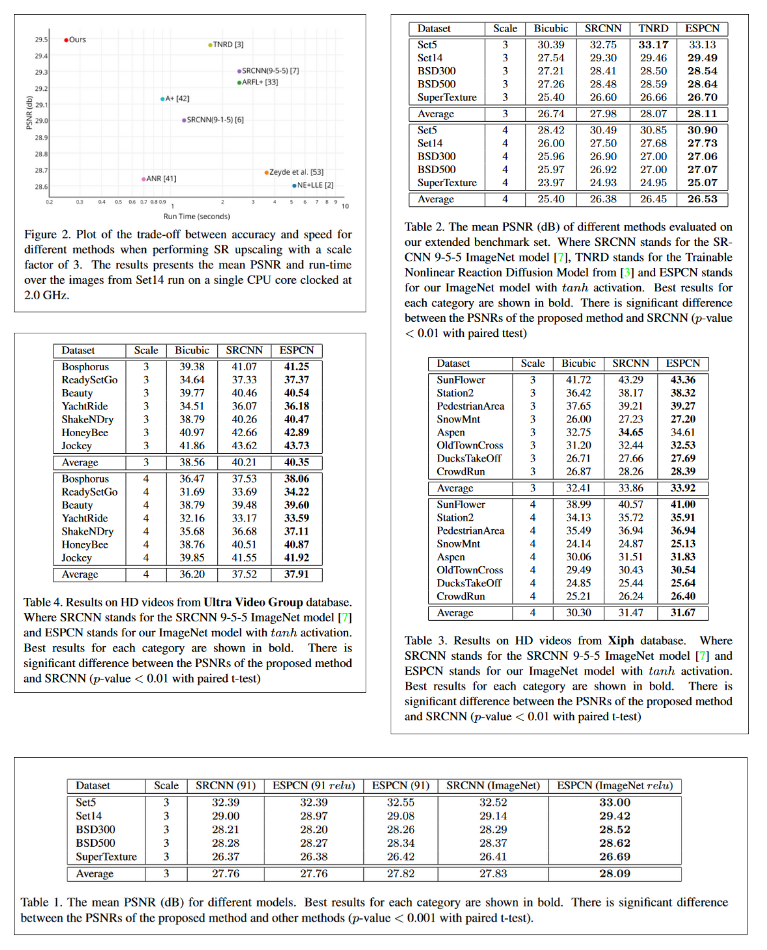 29.5
29.4
29.3
29.2
29.1
29.0
28.9
28.8
28.7
28.6
PSNR (db)
Ours
TNRD [3]
SRCNN(9-5-5) [7]
ARFL+ [33]
A+ [42]
SRCNN(9-1-5) [6]
ANR [41]
Zeyde et al. [53]
NE+LLE [2]
0.2 0.3 0.4 0.5 0.6 0.7 0.8 0.9 1 2 3 4 5 6 7 8 9 10
Run Time (seconds)
Figure 2. Plot of the trade-off between accuracy and speed for
different methods when performing SR upscaling with a scale
factor of 3. The results presents the mean PSNR and run-time
over the images from Set14 run on a single CPU core clocked at
2.0 GHz.
Dataset Scale Bicubic SRCNN ESPCN
Bosphorus 3 39.38 41.07 41.25
ReadySetGo 3 34.64 37.33 37.37
Beauty 3 39.77 40.46 40.54
YachtRide 3 34.51 36.07 36.18
ShakeNDry 3 38.79 40.26 40.47
HoneyBee 3 40.97 42.66 42.89
Jockey 3 41.86 43.62 43.73
Average 3 38.56 40.21 40.35
Bosphorus 4 36.47 37.53 38.06
ReadySetGo 4 31.69 33.69 34.22
Beauty 4 38.79 39.48 39.60
YachtRide 4 32.16 33.17 33.59
ShakeNDry 4 35.68 36.68 37.11
HoneyBee 4 38.76 40.51 40.87
Jockey 4 39.85 41.55 41.92
Average 4 36.20 37.52 37.91
Table 4. Results on HD videos from Ultra Video Group database.
Where SRCNN stands for the SRCNN 9-5-5 ImageNet model [7]
and ESPCN stands for our ImageNet model with tanh activation.
Best results for each category are shown in bold. There is
significant difference between the PSNRs of the proposed method
and SRCNN (p-value < 0.01 with paired t-test)
Dataset Scale Bicubic SRCNN TNRD ESPCN
Set5 3 30.39 32.75 33.17 33.13
Set14 3 27.54 29.30 29.46 29.49
BSD300 3 27.21 28.41 28.50 28.54
BSD500 3 27.26 28.48 28.59 28.64
SuperTexture 3 25.40 26.60 26.66 26.70
Average 3 26.74 27.98 28.07 28.11
Set5 4 28.42 30.49 30.85 30.90
Set14 4 26.00 27.50 27.68 27.73
BSD300 4 25.96 26.90 27.00 27.06
BSD500 4 25.97 26.92 27.00 27.07
SuperTexture 4 23.97 24.93 24.95 25.07
Average 4 25.40 26.38 26.45 26.53
Table 2. The mean PSNR (dB) of different methods evaluated on
our extended benchmark set. Where SRCNN stands for the SR-
CNN 9-5-5 ImageNet model [7], TNRD stands for the Trainable
Nonlinear Reaction Diffusion Model from [3] and ESPCN stands
for our ImageNet model with tanh activation. Best results for
each category are shown in bold. There is significant difference
between the PSNRs of the proposed method and SRCNN (p-value
< 0.01 with paired ttest)
Dataset Scale Bicubic SRCNN ESPCN
SunFlower 3 41.72 43.29 43.36
Station2 3 36.42 38.17 38.32
PedestrianArea 3 37.65 39.21 39.27
SnowMnt 3 26.00 27.23 27.20
Aspen 3 32.75 34.65 34.61
OldTownCross 3 31.20 32.44 32.53
DucksTakeOff 3 26.71 27.66 27.69
CrowdRun 3 26.87 28.26 28.39
Average 3 32.41 33.86 33.92
SunFlower 4 38.99 40.57 41.00
Station2 4 34.13 35.72 35.91
PedestrianArea 4 35.49 36.94 36.94
SnowMnt 4 24.14 24.87 25.13
Aspen 4 30.06 31.51 31.83
OldTownCross 4 29.49 30.43 30.54
DucksTakeOff 4 24.85 25.44 25.64
CrowdRun 4 25.21 26.24 26.40
Average 4 30.30 31.47 31.67
Table 3. Results on HD videos from Xiph database. Where
SRCNN stands for the SRCNN 9-5-5 ImageNet model [7] and
ESPCN stands for our ImageNet model with tanh activation.
Best results for each category are shown in bold. There is
significant difference between the PSNRs of the proposed method
and SRCNN (p-value < 0.01 with paired t-test)
Dataset Scale SRCNN (91) ESPCN (91 relu) ESPCN (91) SRCNN (ImageNet) ESPCN (ImageNet relu)
Set5 3 32.39 32.39 32.55 32.52 33.00
Set14 3 29.00 28.97 29.08 29.14 29.42
BSD300 3 28.21 28.20 28.26 28.29 28.52
BSD500 3 28.28 28.27 28.34 28.37 28.62
SuperTexture 3 26.37 26.38 26.42 26.41 26.69
Average 3 27.76 27.76 27.82 27.83 28.09
Table 1. The mean PSNR (dB) for different models. Best results for each category are shown in bold. There is significant difference
between the PSNRs of the proposed method and other methods (p-value < 0.001 with paired t-test).